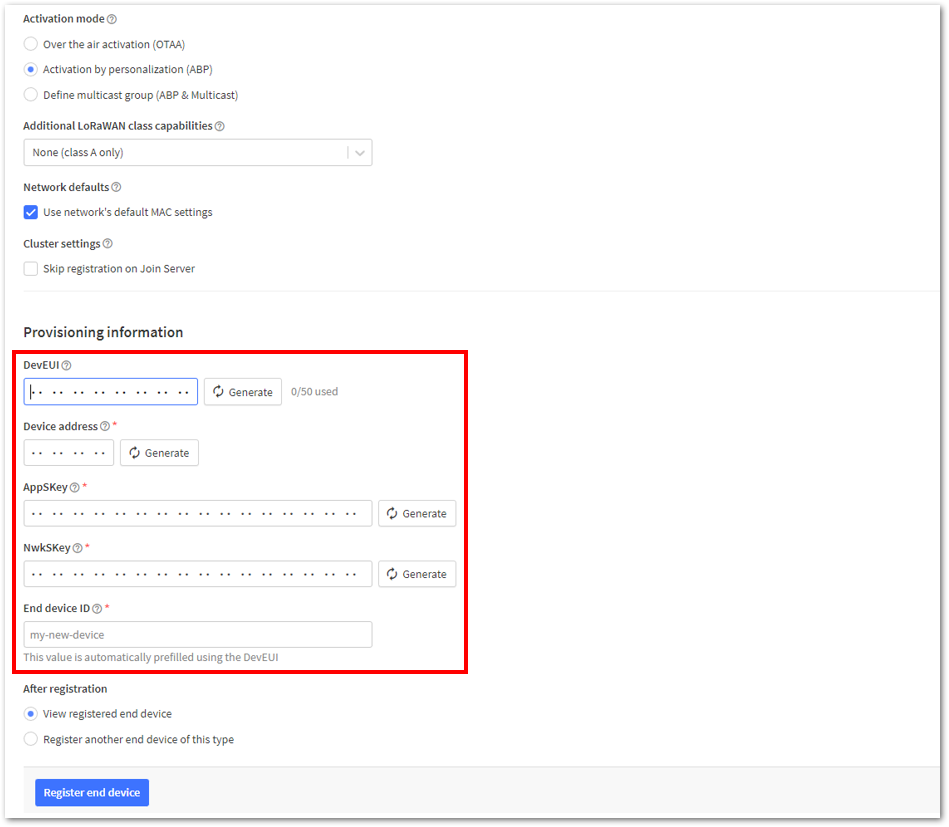 Activation mode
Over the air activation (OTAA)
Activation by personalization (ABP)
Define multicast group (ABP & Multicast)
Additional LoRaWAN class capabilities
None (class A only)
Network defaults
Use network's default MAC settings
Cluster settings
Skip registration on Join Server
Provisioning information
DevEUI
·· ·· ·· ·· ·· ·· ·· ·· Generate 0/50 used
Device address *
·· ·· ·· ·· Generate
AppSKey *
·· ·· ·· ·· ·· ·· ·· ·· ·· ·· ·· ·· ·· ·· ·· ·· Generate
NwkSKey *
·· ·· ·· ·· ·· ·· ·· ·· ·· ·· ·· ·· ·· ·· ·· ·· Generate
End device ID *
my-new-device
This value is automatically prefilled using the DevEUI
After registration
View registered end device
Register another end device of this type
Register end device